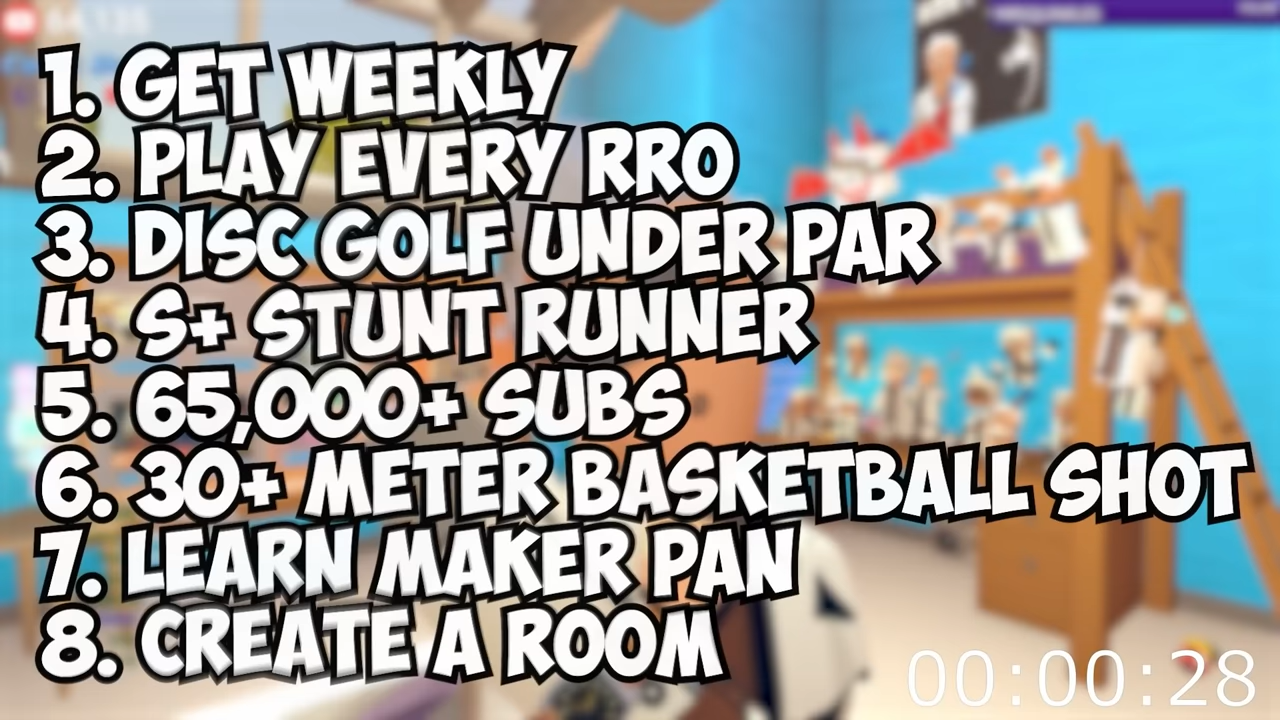 1. GET WEEKLY
2. PLAY EVERY RRO
3. DISC GOLF UNDER PAR
4. S+ STUNT RUNNER
5. 65,000+ SUBS
6. 30+ METER BASKETBALL SHOT
7. LEARN MAKER PAN
8. CREATE A ROOM
00:00:28